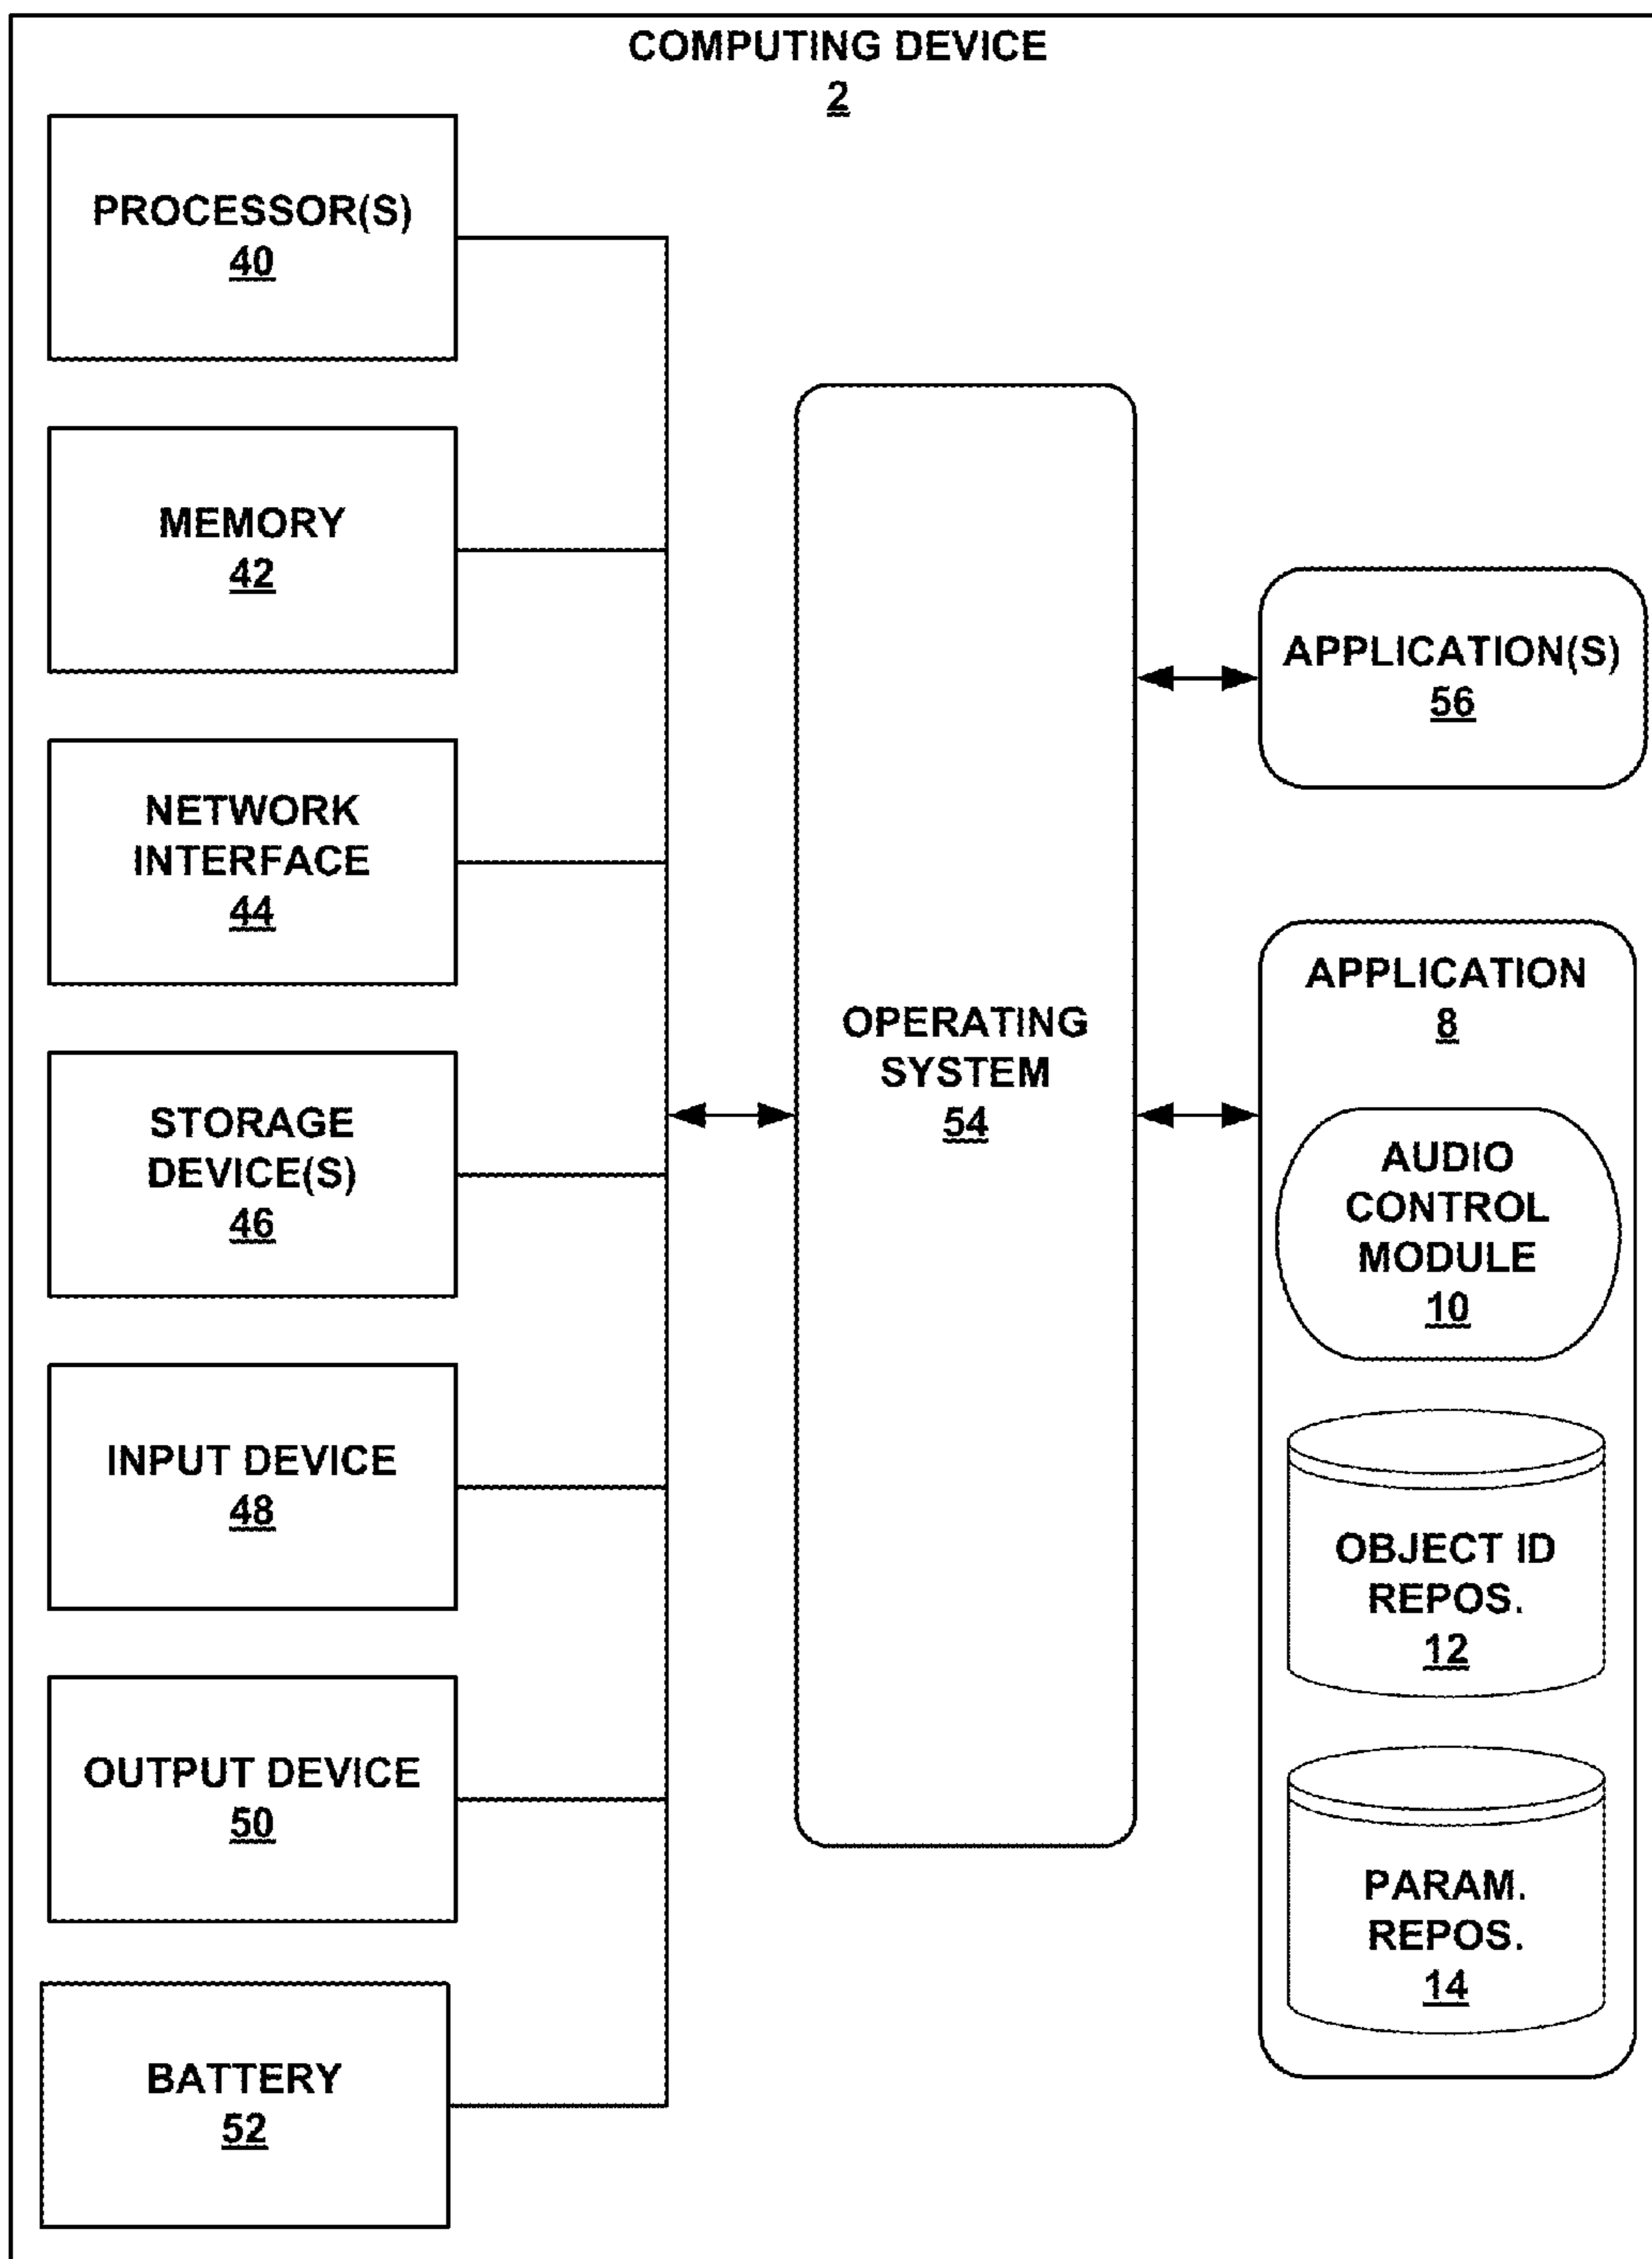 COMPUTING DEVICE
2
PROCESSOR(S)
40
MEMORY
42
NETWORK
INTERFACE
44
STORAGE
DEVICE(S)
46
INPUT DEVICE
48
OUTPUT DEVICE
50
BATTERY
52
OPERATING
SYSTEM
54
APPLICATION(S)
56
APPLICATION
8
AUDIO
CONTROL
MODULE
10
OBJECT ID
REPOS.
12
PARAM.
REPOS.
14